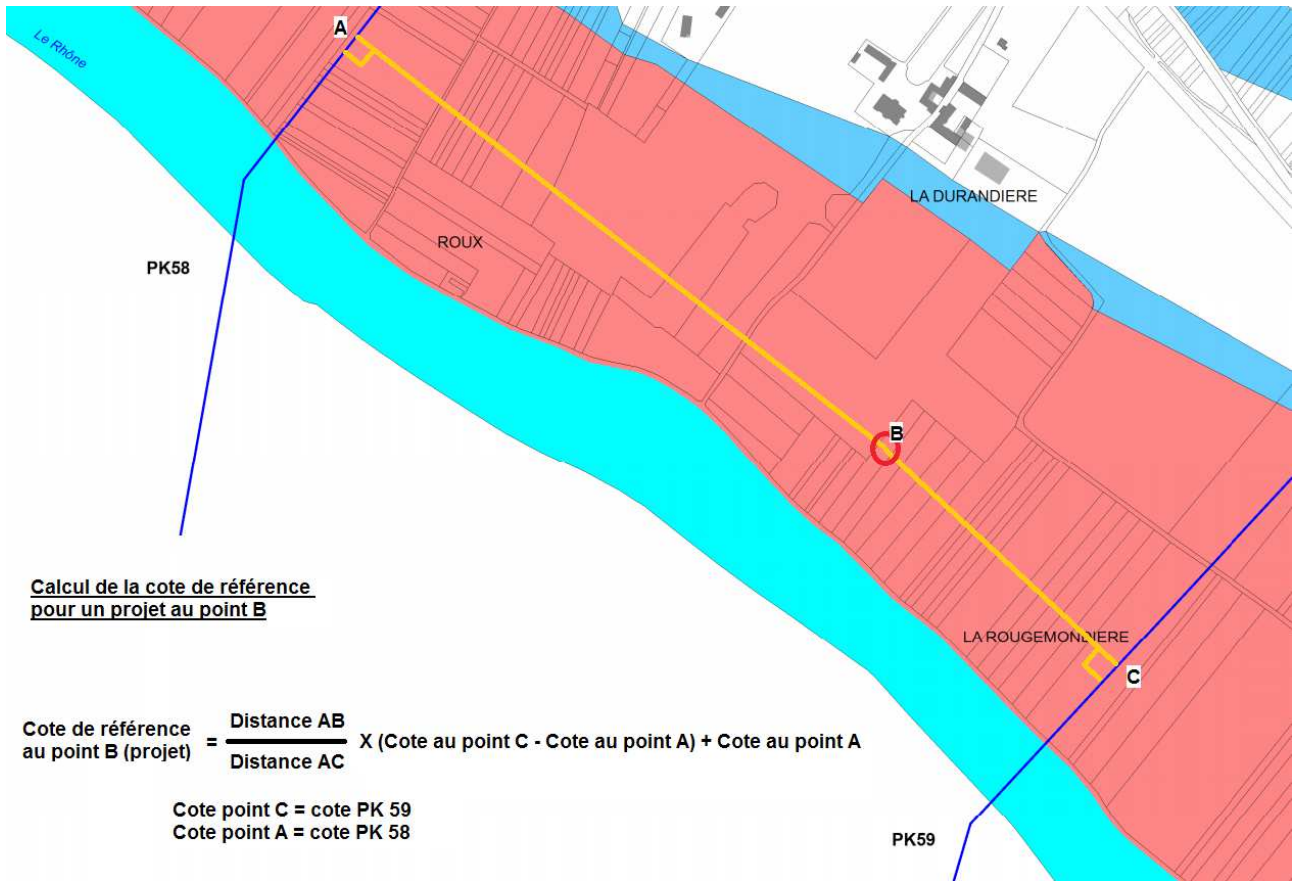 A
Le Rhône
LA DURANDIERE
ROUX
PK58
B
Calcul de la cote de référence
pour un projet au point B
LA ROUGEMONDIERE
C
Cote de référence
au point B (projet)
=
Distance AB
Distance AC
X (Cote au point C - Cote au point A) + Cote au point A
Cote point C = cote PK 59
Cote point A = cote PK 58
PK59